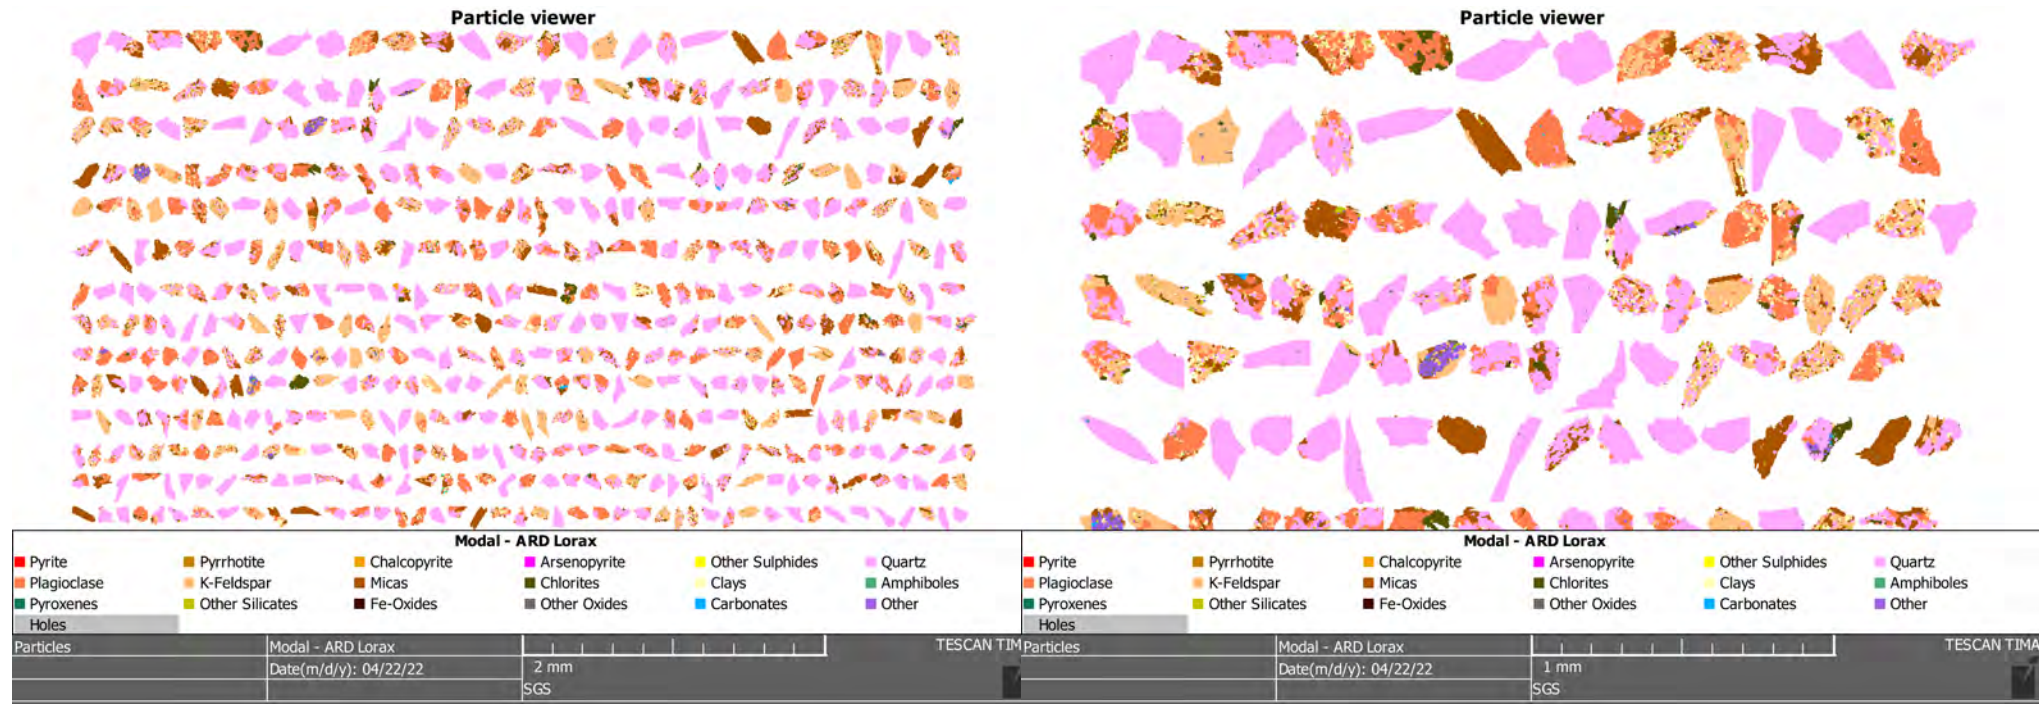 Particle viewer
Modal - ARD Lorax
Pyrite Pyrrhotite Chalcopyrite Arsenopyrite Other Sulphides Quartz
Plagioclase K-Feldspar Micas Chlorites Clays Amphiboles
Pyroxenes Other Silicates Fe-Oxides Other Oxides Carbonates Other
Holes
Particles Modal - ARD Lorax TESCAN TIM
Date(m/d/y): 04/22/22 2 mm
SGS
Particle viewer
Modal - ARD Lorax
Pyrite Pyrrhotite Chalcopyrite Arsenopyrite Other Sulphides Quartz
Plagioclase K-Feldspar Micas Chlorites Clays Amphiboles
Pyroxenes Other Silicates Fe-Oxides Other Oxides Carbonates Other
Holes
Particles Modal - ARD Lorax TESCAN TIMA
Date(m/d/y): 04/22/22 1 mm
SGS